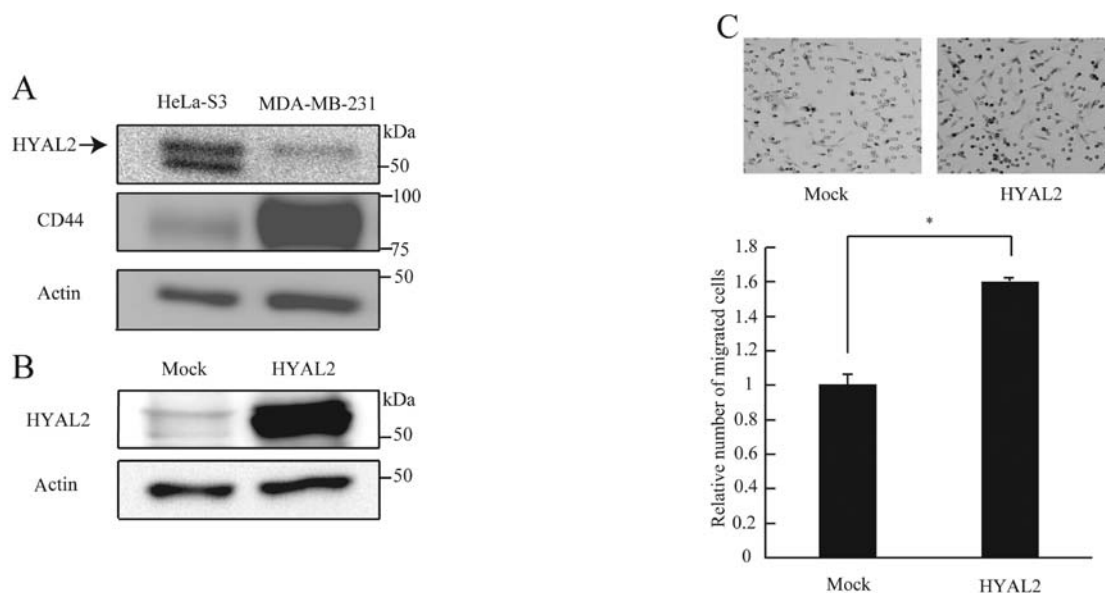 A
HeLa-S3 MDA-MB-231
kDa
HYAL2
50
100
CD44
75
50
Actin
B
Mock HYAL2
kDa
HYAL2
50
50
Actin
C
Mock HYAL2
*
1.8
1.6
1.4
1.2
1
0.8
0.6
0.4
0.2
0
Relative number of migrated cells
Mock HYAL2